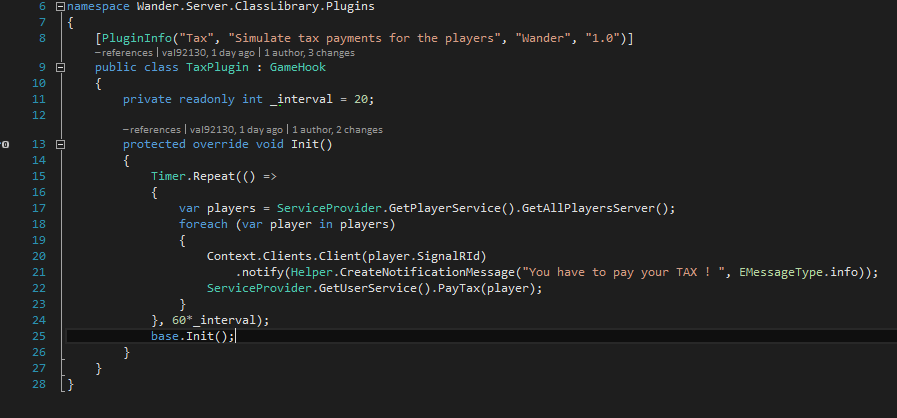 6 namespace Wander.Server.ClassLibrary.Plugins
7 {
8 [PluginInfo("Tax", "Simulate tax payments for the players", "Wander", "1.0")]
– references | val92130, 1 day ago | 1 author, 3 changes
9 public class TaxPlugin : GameHook
10 {
11 private readonly int _interval = 20;
12
– references | val92130, 1 day ago | 1 author, 2 changes
13 protected override void Init()
14 {
15 Timer.Repeat(() =>
16 {
17 var players = ServiceProvider.GetPlayerService().GetAllPlayersServer();
18 foreach (var player in players)
19 {
20 Context.Clients.Client(player.SignalRId)
21 .notify(Helper.CreateNotificationMessage("You have to pay your TAX ! ", EMessageType.info));
22 ServiceProvider.GetUserService().PayTax(player);
23 }
24 }, 60*_interval);
25 base.Init();
26 }
27 }
28 }